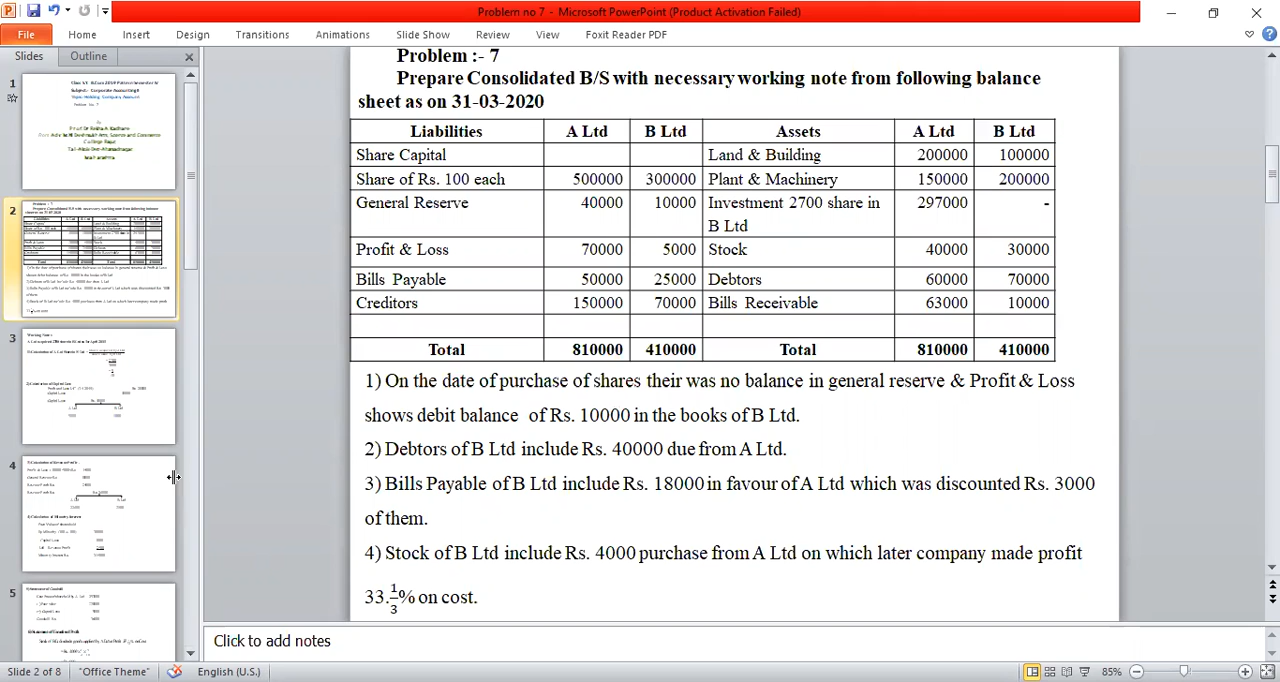 Problem no 7 - Microsoft PowerPoint (Product Activation Failed)
File Home Insert Design Transitions Animations Slide Show Review View Foxit Reader PDF
Slides Outline
1
2
3
4
5
Problem :- 7
Prepare Consolidated B/S with necessary working note from following balance
sheet as on 31-03-2020
Liabilities A Ltd B Ltd Assets A Ltd B Ltd
Share Capital Land & Building 200000 100000
Share of Rs. 100 each 500000 300000 Plant & Machinery 150000 200000
General Reserve 40000 10000 Investment 2700 share in 297000 -
B Ltd
Profit & Loss 70000 5000 Stock 40000 30000
Bills Payable 50000 25000 Debtors 60000 70000
Creditors 150000 70000 Bills Receivable 63000 10000
Total 810000 410000 Total 810000 410000
1) On the date of purchase of shares their was no balance in general reserve & Profit & Loss
shows debit balance of Rs. 10000 in the books of B Ltd.
2) Debtors of B Ltd include Rs. 40000 due from A Ltd.
3) Bills Payable of B Ltd include Rs. 18000 in favour of A Ltd which was discounted Rs. 3000
of them.
4) Stock of B Ltd include Rs. 4000 purchase from A Ltd on which later company made profit
33.1/3% on cost.
Click to add notes
Slide 2 of 8 "Office Theme" English (U.S.) 85%